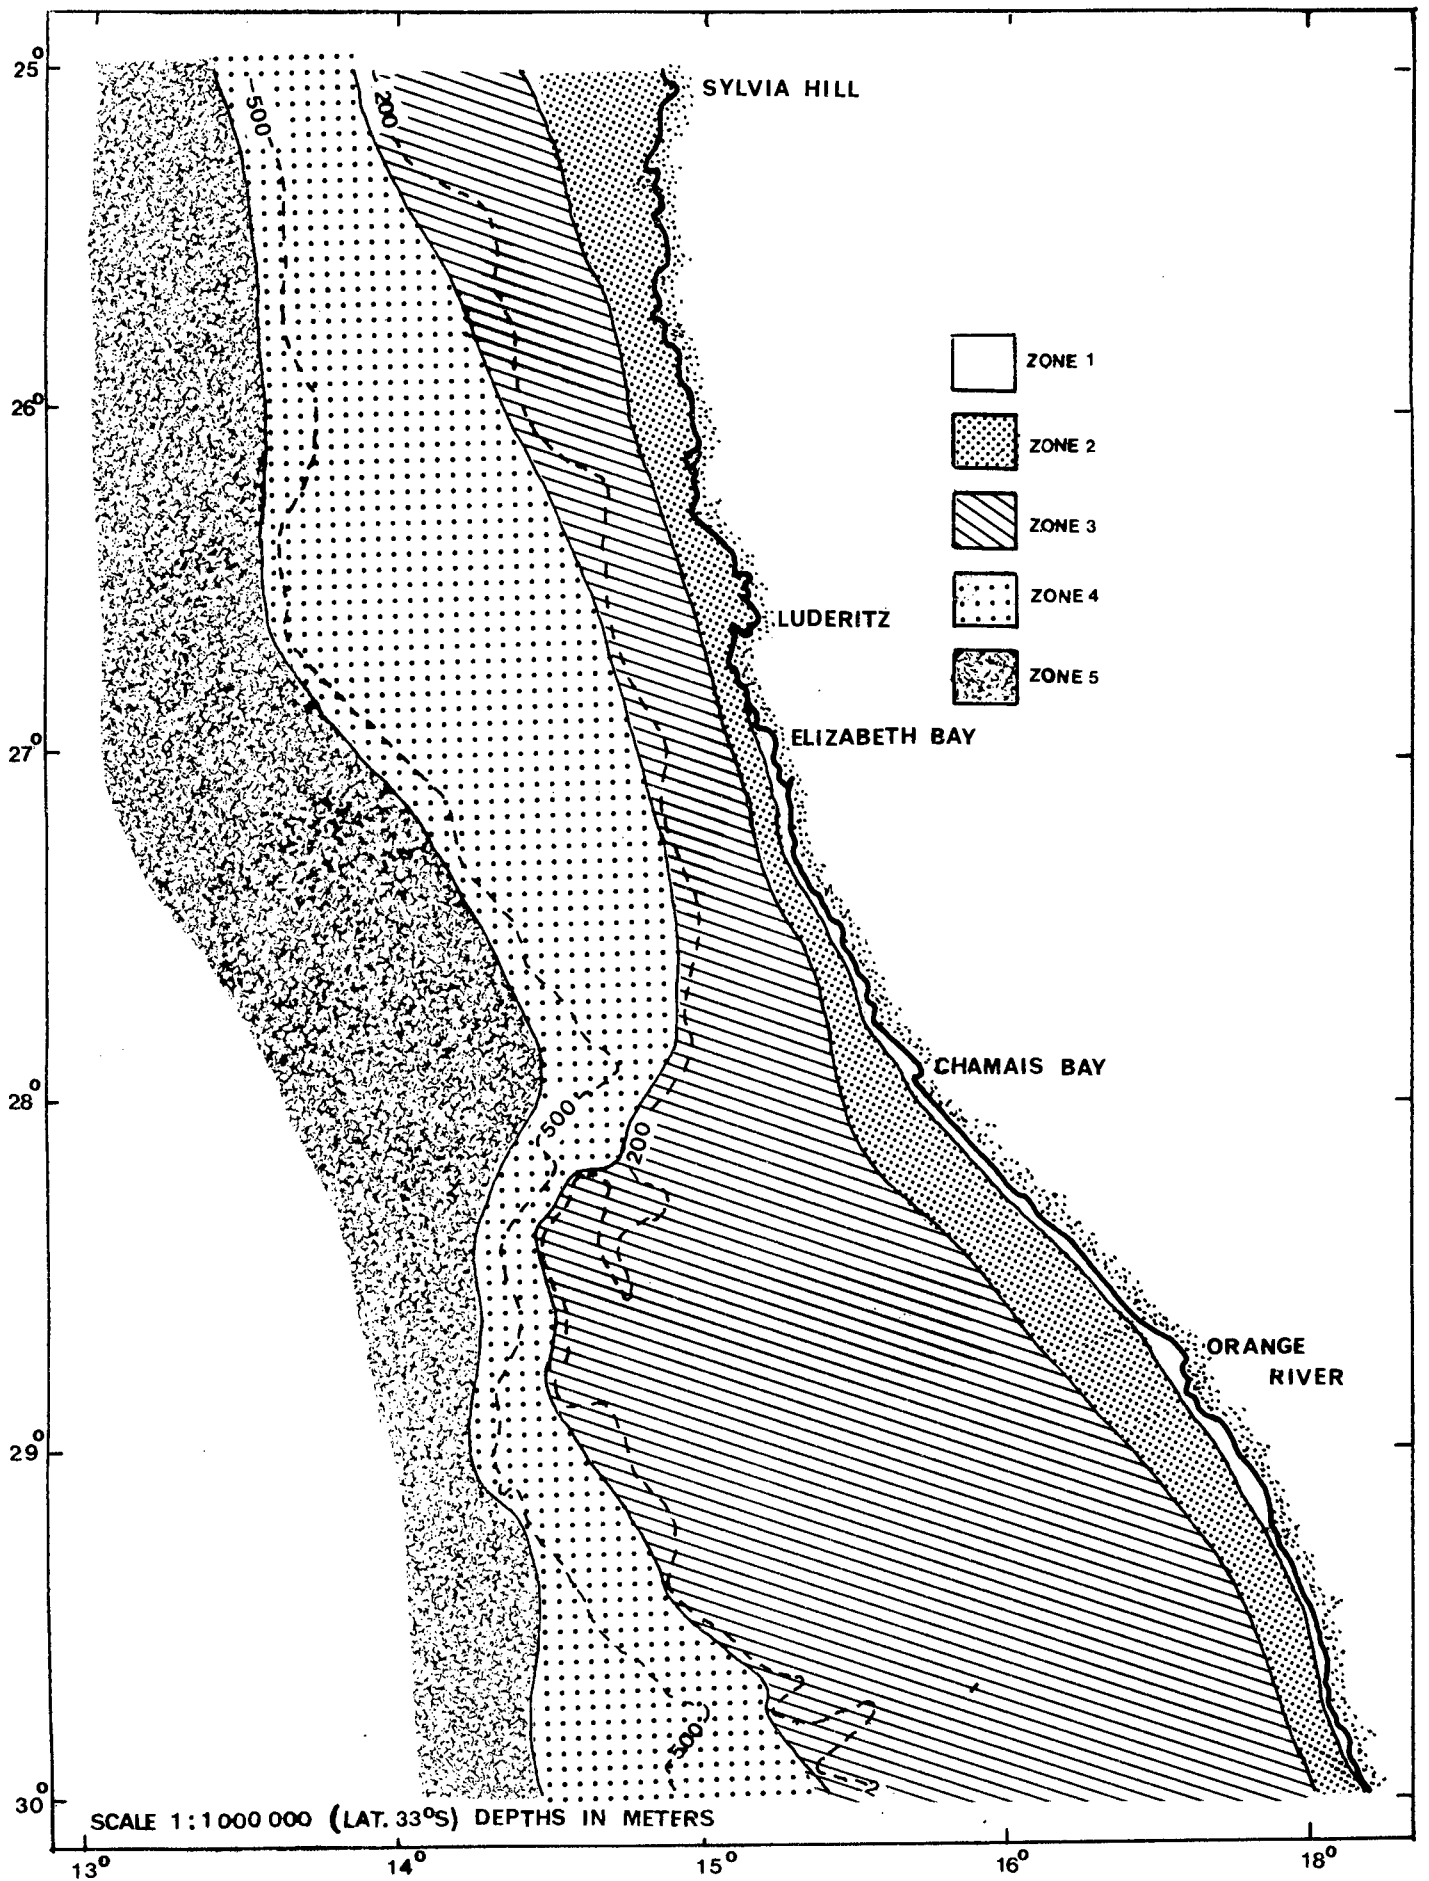 25°
26°
27°
28°
29°
30°
500
200
SYLVIA HILL
ZONE 1
ZONE 2
ZONE 3
ZONE 4
ZONE 5
LUDERITZ
ELIZABETH BAY
CHAMAIS BAY
500
200
ORANGE
RIVER
500
SCALE 1:1 000 000 (LAT. 33°S) DEPTHS IN METERS
13°
14°
15°
16°
18°